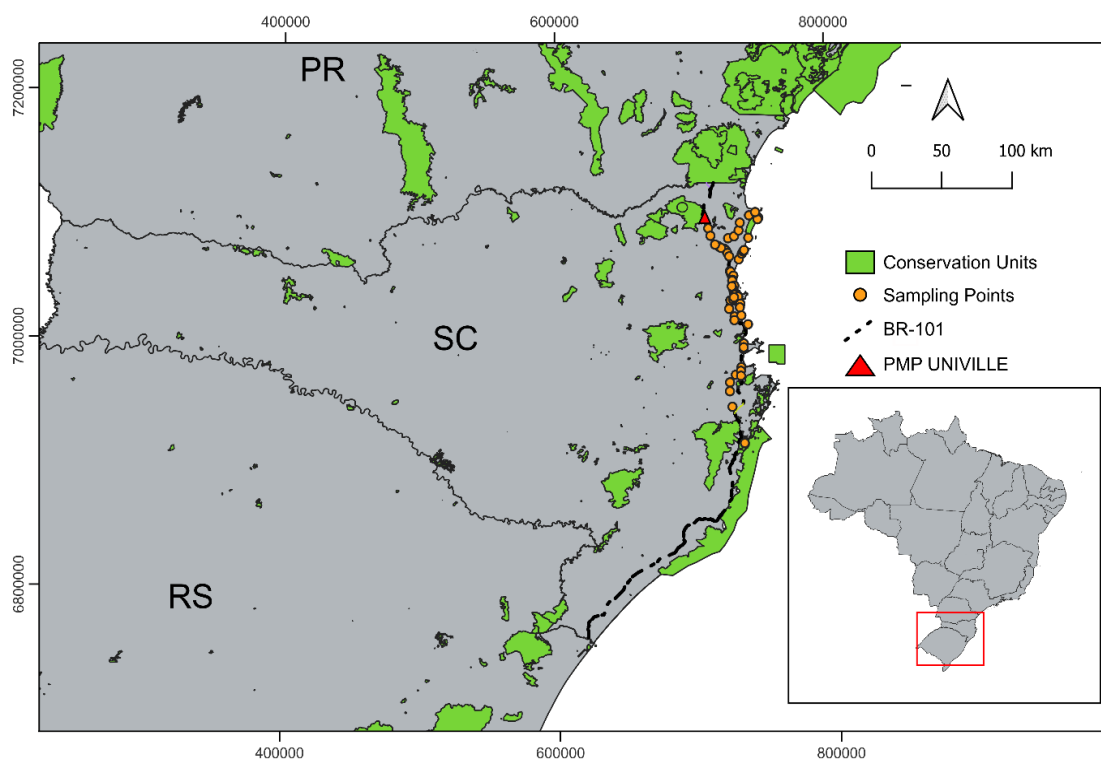 400000 600000 800000
7200000
7000000
6800000
PR
SC
RS
0 50 100 km
Conservation Units
Sampling Points
BR-101
PMP UNIVILLE
400000 600000 800000